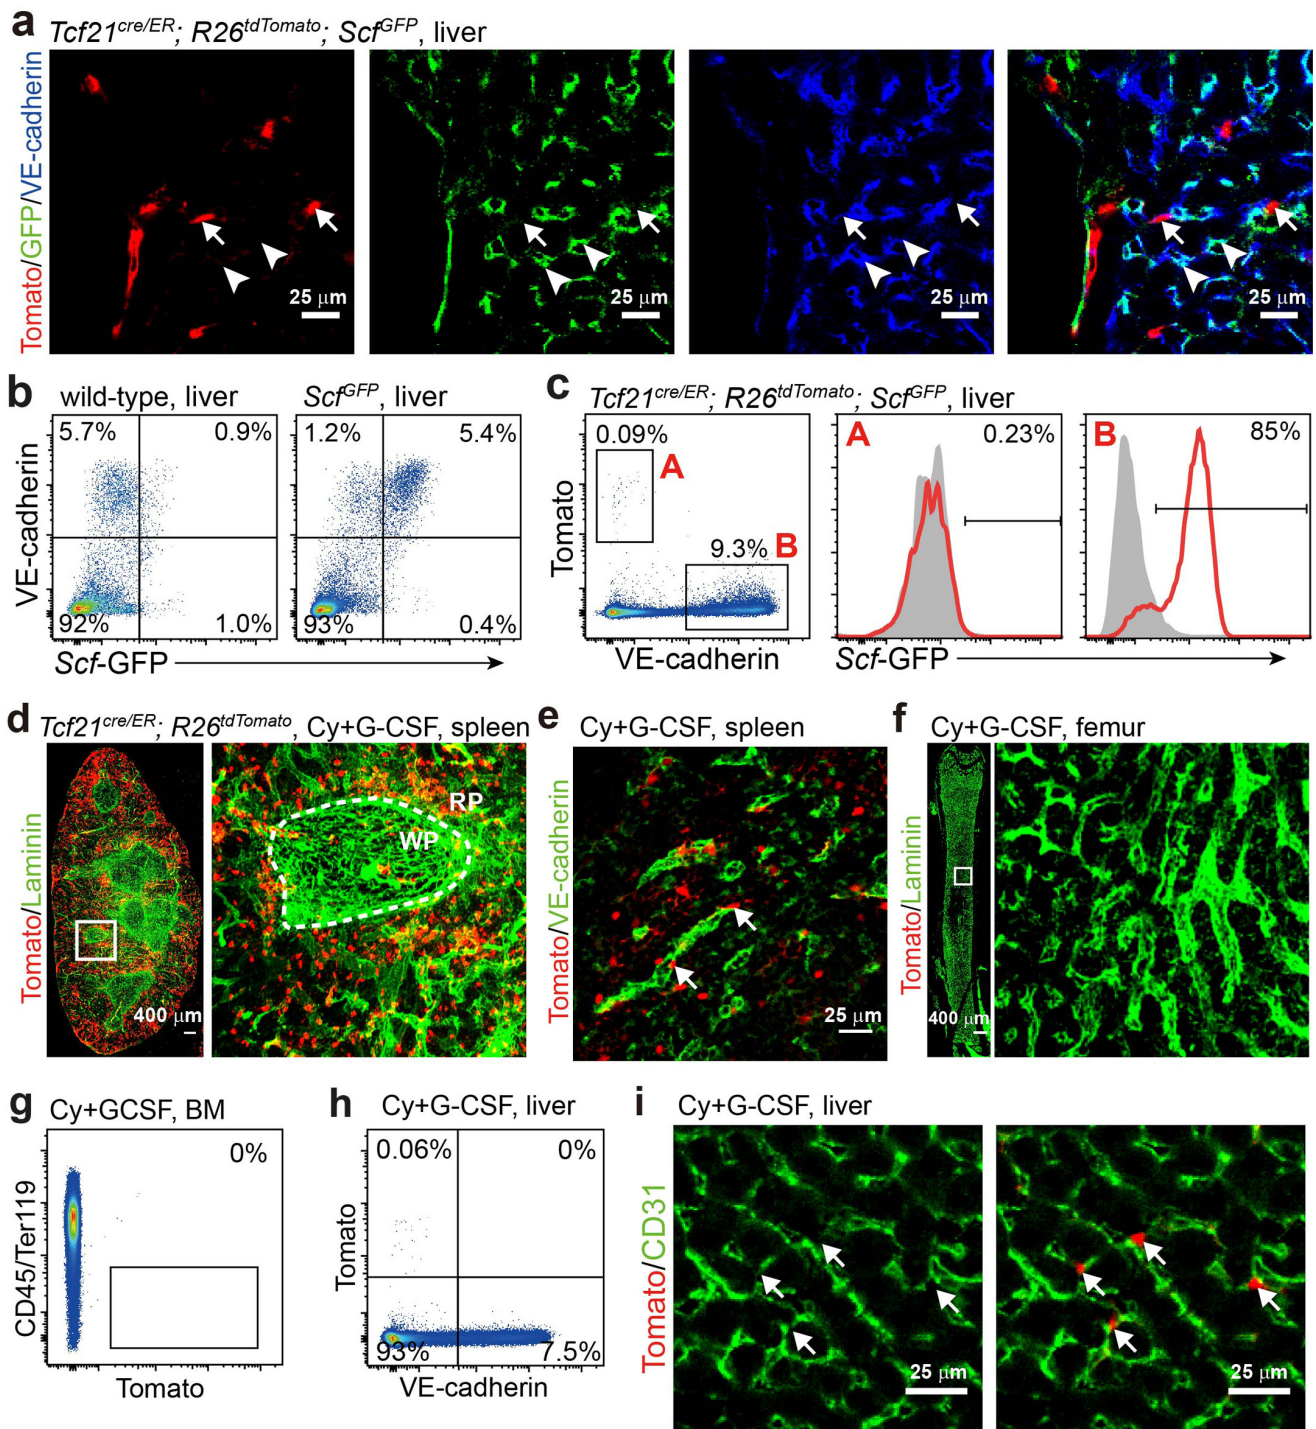 a Tcf21cre/ER; R26tdTomato; ScfGFP, liver
Tomato/GFP/VE-cadherin
25 μm
25 μm
25 μm
25 μm
b wild-type, liver
ScfGFP, liver
5.7% 0.9%
1.2% 5.4%
VE-cadherin
92% 1.0%
93% 0.4%
Scf-GFP
c Tcf21cre/ER; R26tdTomato; ScfGFP, liver
0.09%
A
9.3% B
Tomato
VE-cadherin
A 0.23%
B 85%
Scf-GFP
d Tcf21cre/ER; R26tdTomato, Cy+G-CSF, spleen
Tomato/Laminin
400 μm
RP
WP
e Cy+G-CSF, spleen
Tomato/VE-cadherin
25 μm
f Cy+G-CSF, femur
Tomato/Laminin
400 μm
g Cy+GCSF, BM
0%
CD45/Ter119
Tomato
h Cy+G-CSF, liver
0.06% 0%
Tomato
93% 7.5%
VE-cadherin
i Cy+G-CSF, liver
Tomato/CD31
25 μm
25 μm